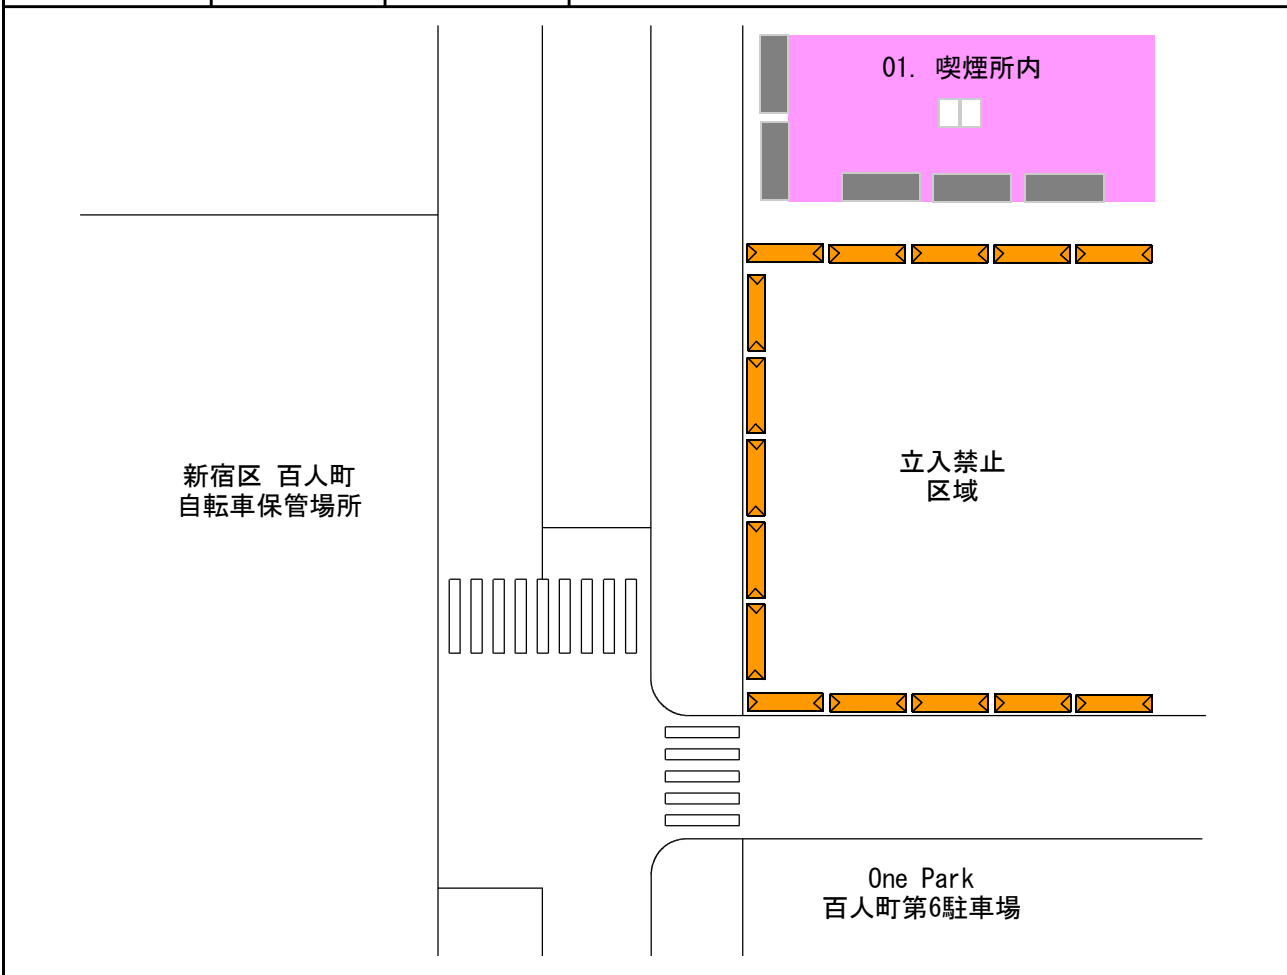 01. 喫煙所内
立入禁止
区域
新宿区 百人町
自転車保管場所
One Park
百人町第6駐車場